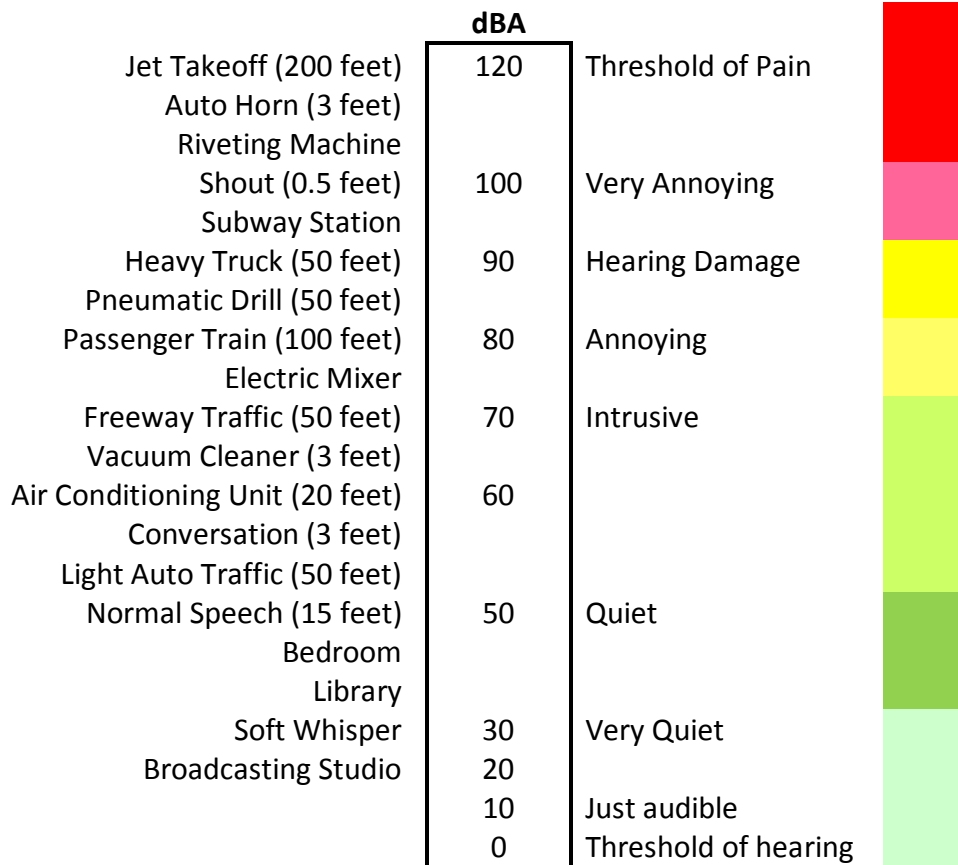 dBA
Jet Takeoff (200 feet) 120 Threshold of Pain
Auto Horn (3 feet)
Riveting Machine
Shout (0.5 feet) 100 Very Annoying
Subway Station
Heavy Truck (50 feet) 90 Hearing Damage
Pneumatic Drill (50 feet)
Passenger Train (100 feet) 80 Annoying
Electric Mixer
Freeway Traffic (50 feet) 70 Intrusive
Vacuum Cleaner (3 feet)
Air Conditioning Unit (20 feet) 60
Conversation (3 feet)
Light Auto Traffic (50 feet)
Normal Speech (15 feet) 50 Quiet
Bedroom
Library
Soft Whisper 30 Very Quiet
Broadcasting Studio 20
10 Just audible
0 Threshold of hearing